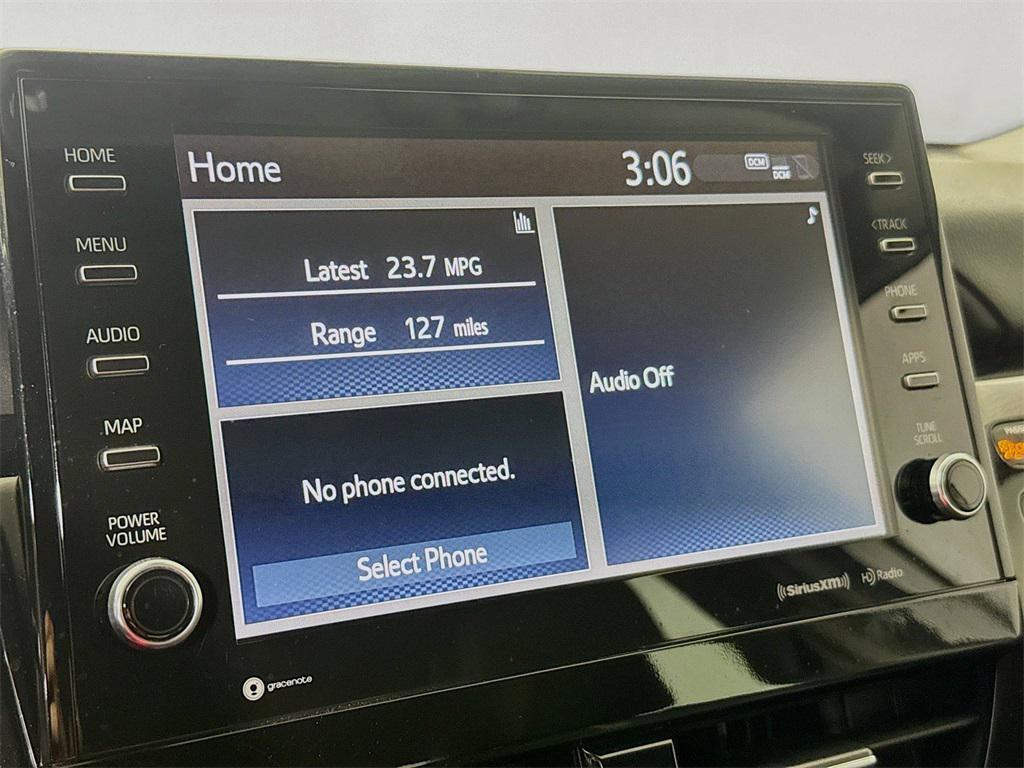 HOME
MENU
AUDIO
MAP
POWER
VOLUME
Home
3:06
DCM
DCM
Latest 23.7 MPG
Range 127 miles
No phone connected.
Select Phone
Audio Off
SEEK>
<TRACK
PHONE
APPS
TUNE
SCROLL
gracenote
((SiriusXM))
HD Radio